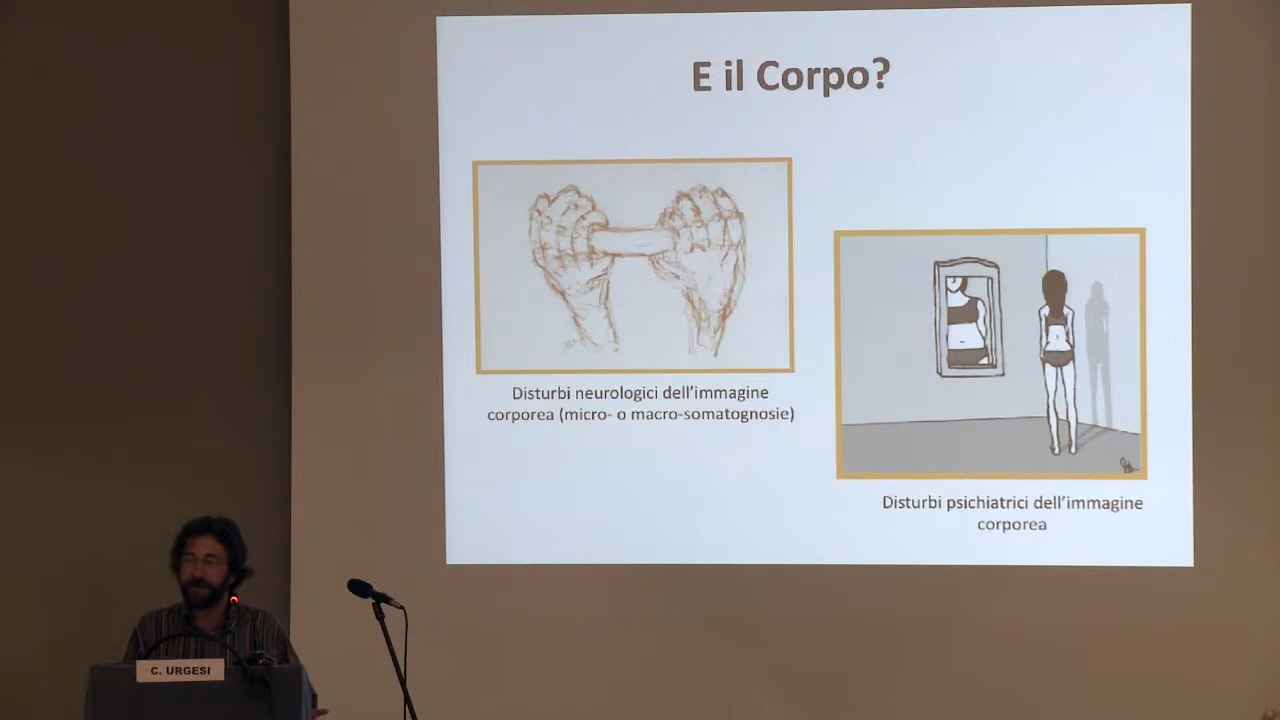 E il Corpo?
Disturbi neurologici dell'immagine
corporea (micro- o macro-somatognosie)
Disturbi psichiatrici dell'immagine
corporea
C. URGESI